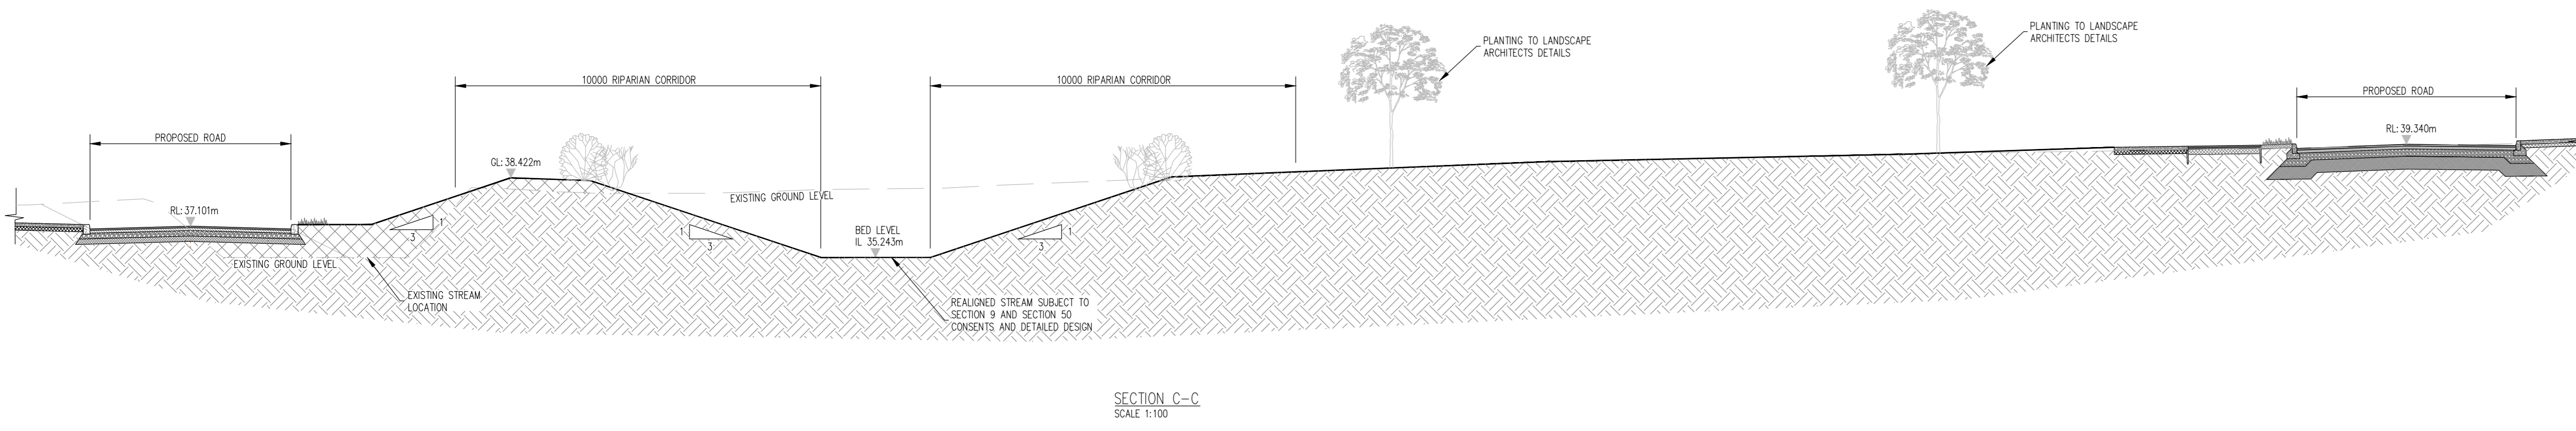 PLANTING TO LANDSCAPE
ARCHITECTS DETAILS
PLANTING TO LANDSCAPE
ARCHITECTS DETAILS
10000 RIPARIAN CORRIDOR
10000 RIPARIAN CORRIDOR
PROPOSED ROAD
PROPOSED ROAD
RL: 39.340m
GL: 38.422m
EXISTING GROUND LEVEL
RL: 37.101m
1
3
1
3
BED LEVEL
IL 35.243m
1
3
EXISTING GROUND LEVEL
EXISTING STREAM
LOCATION
REALIGNED STREAM SUBJECT TO
SECTION 9 AND SECTION 50
CONSENTS AND DETAILED DESIGN
SECTION C-C
SCALE 1:100